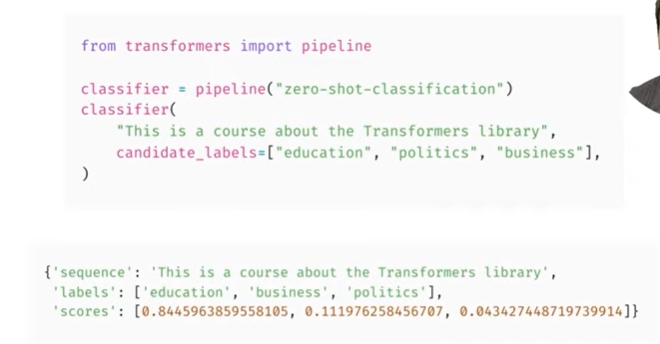 from transformers import pipeline
classifier = pipeline("zero-shot-classification")
classifier(
"This is a course about the Transformers library",
candidate_labels=["education", "politics", "business"],
)
{'sequence': 'This is a course about the Transformers library',
'labels': ['education', 'business', 'politics'],
'scores': [0.8445963859558105, 0.111976258456707, 0.043427448719739914]}